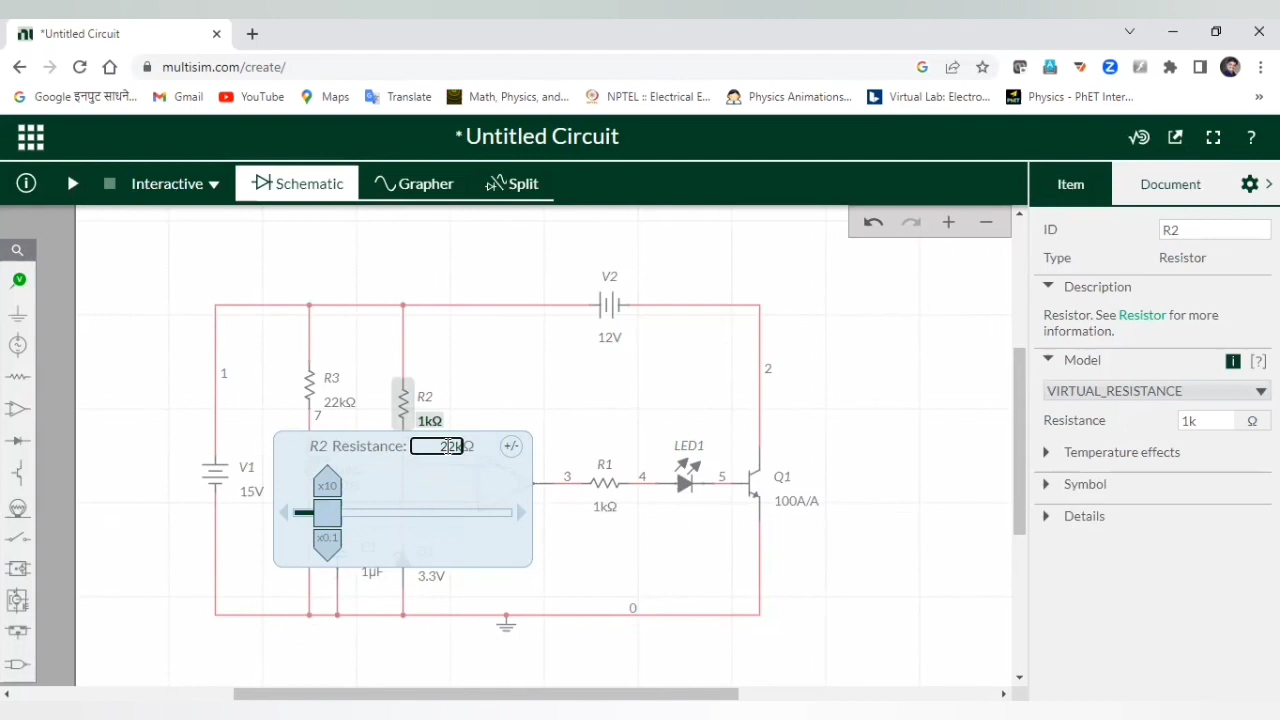 *Untitled Circuit
multisim.com/create/
Google इनपुट साधने...
Gmail
YouTube
Maps
Translate
Math, Physics, and...
NPTEL :: Electrical E...
Physics Animations...
Virtual Lab: Electro...
Physics - PhET Inter...
»
* Untitled Circuit
?
Interactive
Schematic
Grapher
Split
Item
Document
ID
R2
Type
Resistor
Description
Resistor. See Resistor for more
information.
Model
[?]
VIRTUAL_RESISTANCE
Resistance
1k
Ω
Temperature effects
Symbol
Details
V2
12V
1
2
R3
22kΩ
7
R2
1kΩ
R2 Resistance: 22kΩ
+/-
x10
x0.1
V1
15V
3
R1
1kΩ
4
LED1
5
Q1
100A/A
1μF
3.3V
0